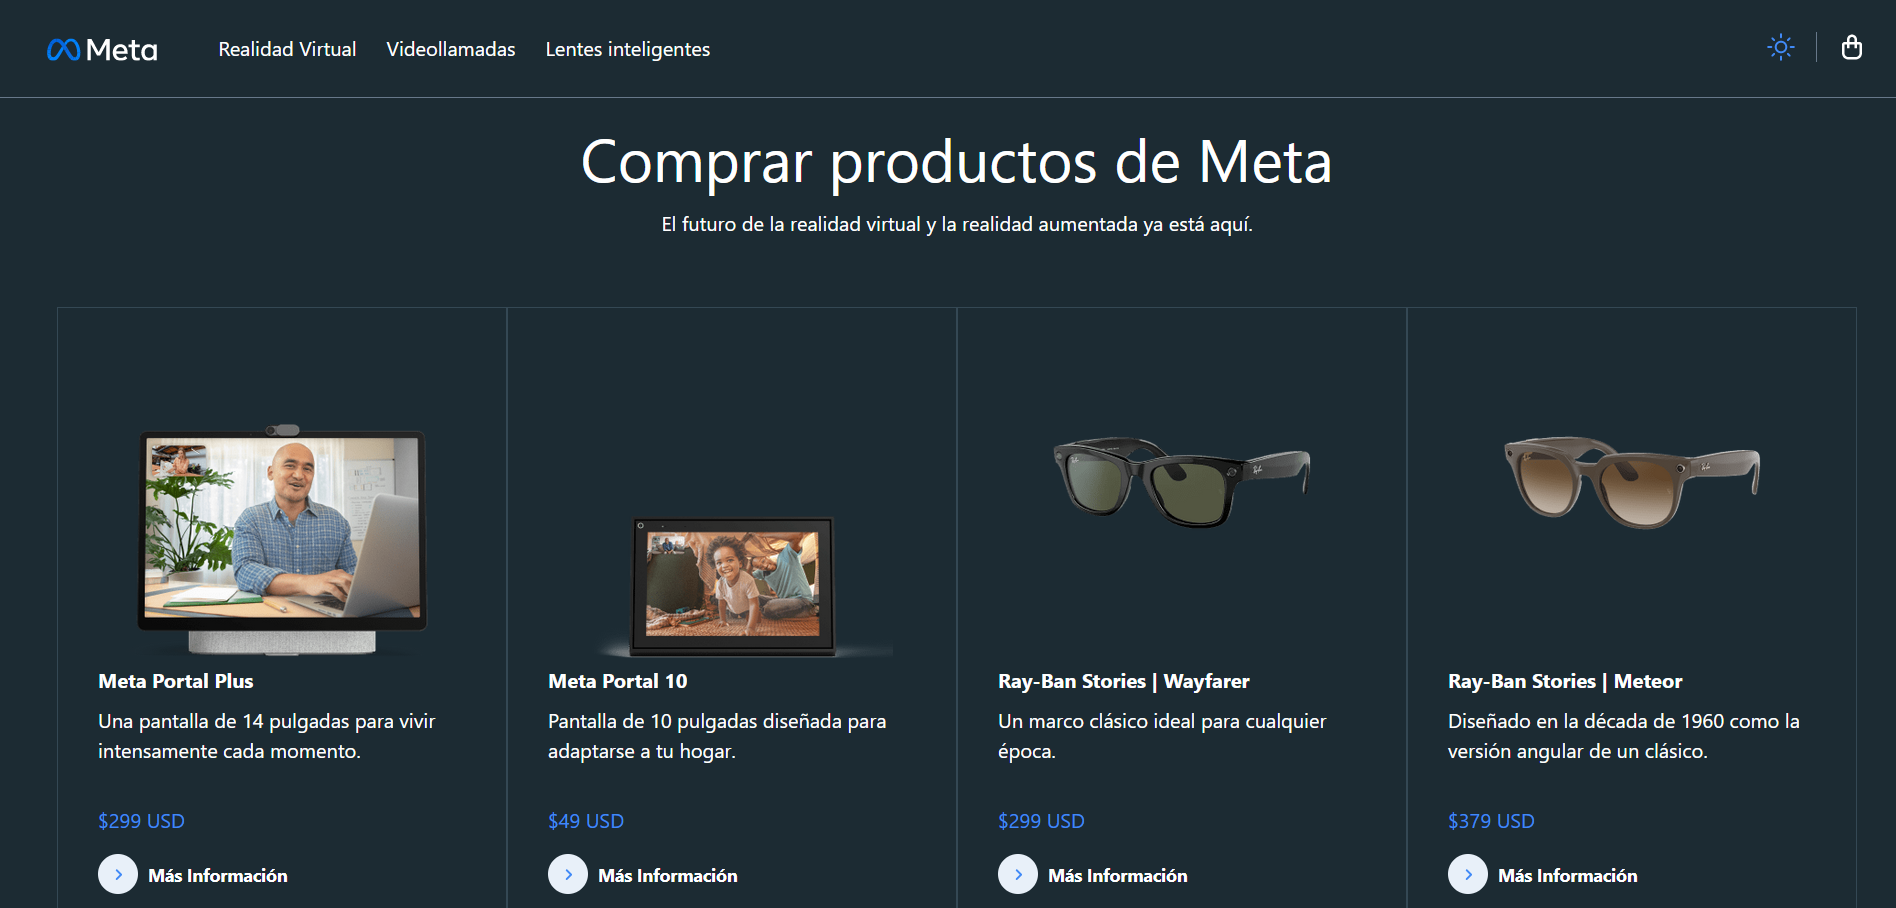 Meta
Realidad Virtual
Videollamadas
Lentes inteligentes
Comprar productos de Meta
El futuro de la realidad virtual y la realidad aumentada ya está aquí.
Meta Portal Plus
Una pantalla de 14 pulgadas para vivir
intensamente cada momento.
$299 USD
Más Información
Meta Portal 10
Pantalla de 10 pulgadas diseñada para
adaptarse a tu hogar.
$49 USD
Más Información
Ray-Ban Stories | Wayfarer
Un marco clásico ideal para cualquier
época.
$299 USD
Más Información
Ray-Ban Stories | Meteor
Diseñado en la década de 1960 como la
versión angular de un clásico.
$379 USD
Más Información